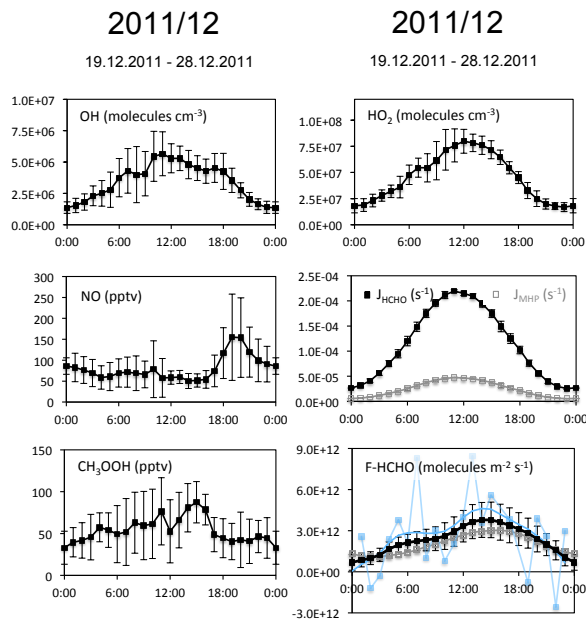 2011/12
2011/12
19.12.2011 - 28.12.2011
19.12.2011 - 28.12.2011
1.0E+07
7.5E+06
5.0E+06
2.5E+06
0.0E+00
OH (molecules cm⁻³)
0:00 6:00 12:00 18:00 0:00
1.0E+08
7.5E+07
5.0E+07
2.5E+07
0.0E+00
HO₂ (molecules cm⁻³)
0:00 6:00 12:00 18:00 0:00
300
250
200
150
100
50
0
NO (pptv)
0:00 6:00 12:00 18:00 0:00
2.5E-04
2.0E-04
1.5E-04
1.0E-04
5.0E-05
0.0E+00
J_HCHO (s⁻¹) J_MHP (s⁻¹)
0:00 6:00 12:00 18:00 0:00
150
100
50
0
CH₃OOH (pptv)
0:00 6:00 12:00 18:00 0:00
9.0E+12
6.0E+12
3.0E+12
0.0E+00
-3.0E+12
F-HCHO (molecules m⁻² s⁻¹)
0:00 6:00 12:00 18:00 0:00